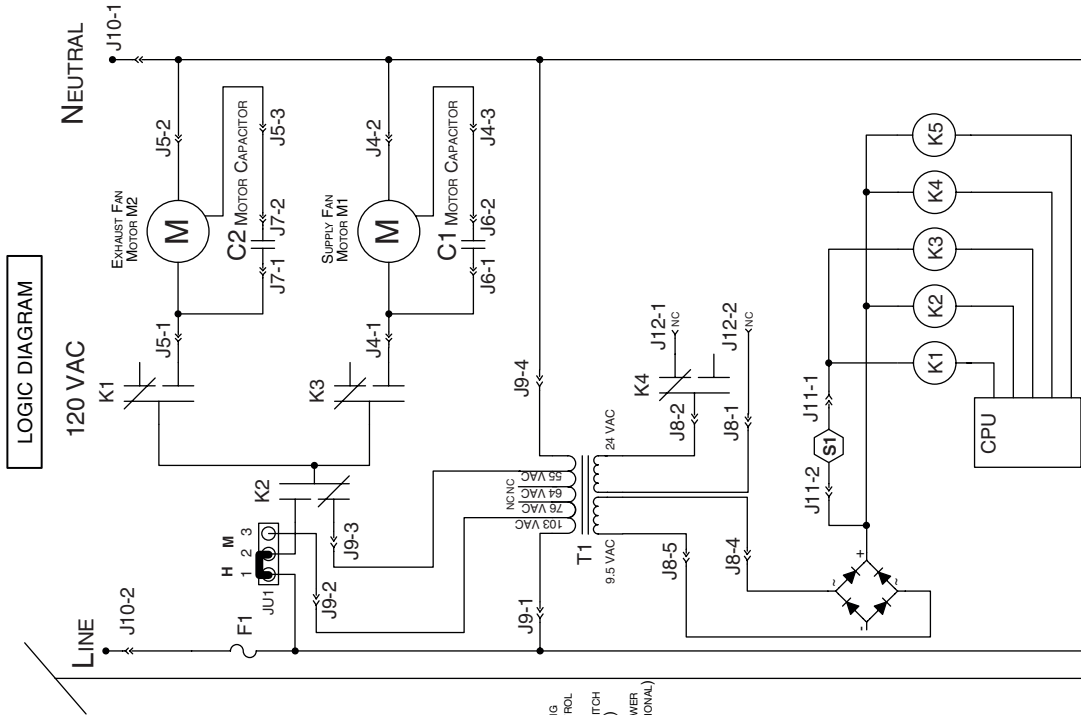 LOGIC DIAGRAM
120 VAC
LINE
NEUTRAL
J10-2
J10-1
F1
H M
1 2 3
JU1
K2
K1
J5-1
EXHAUST FAN
MOTOR M2
M
J5-2
C2 MOTOR CAPACITOR
J7-1
J7-2
J5-3
K3
J4-1
SUPPLY FAN
MOTOR M1
M
J4-2
C1 MOTOR CAPACITOR
J6-1
J6-2
J4-3
J9-2
J9-3
J9-1
J9-4
103 VAC
76 VAC
64 VAC
55 VAC
NC
NC
T1
9.5 VAC
24 VAC
K4
J8-2
J8-1
J12-1
NC
J12-2
NC
J8-5
J8-4
~
+
-
~
J11-2
S1
J11-1
CPU
K1
K2
K3
K4
K5
NG
ROL
ITCH
)
WER
IONAL)